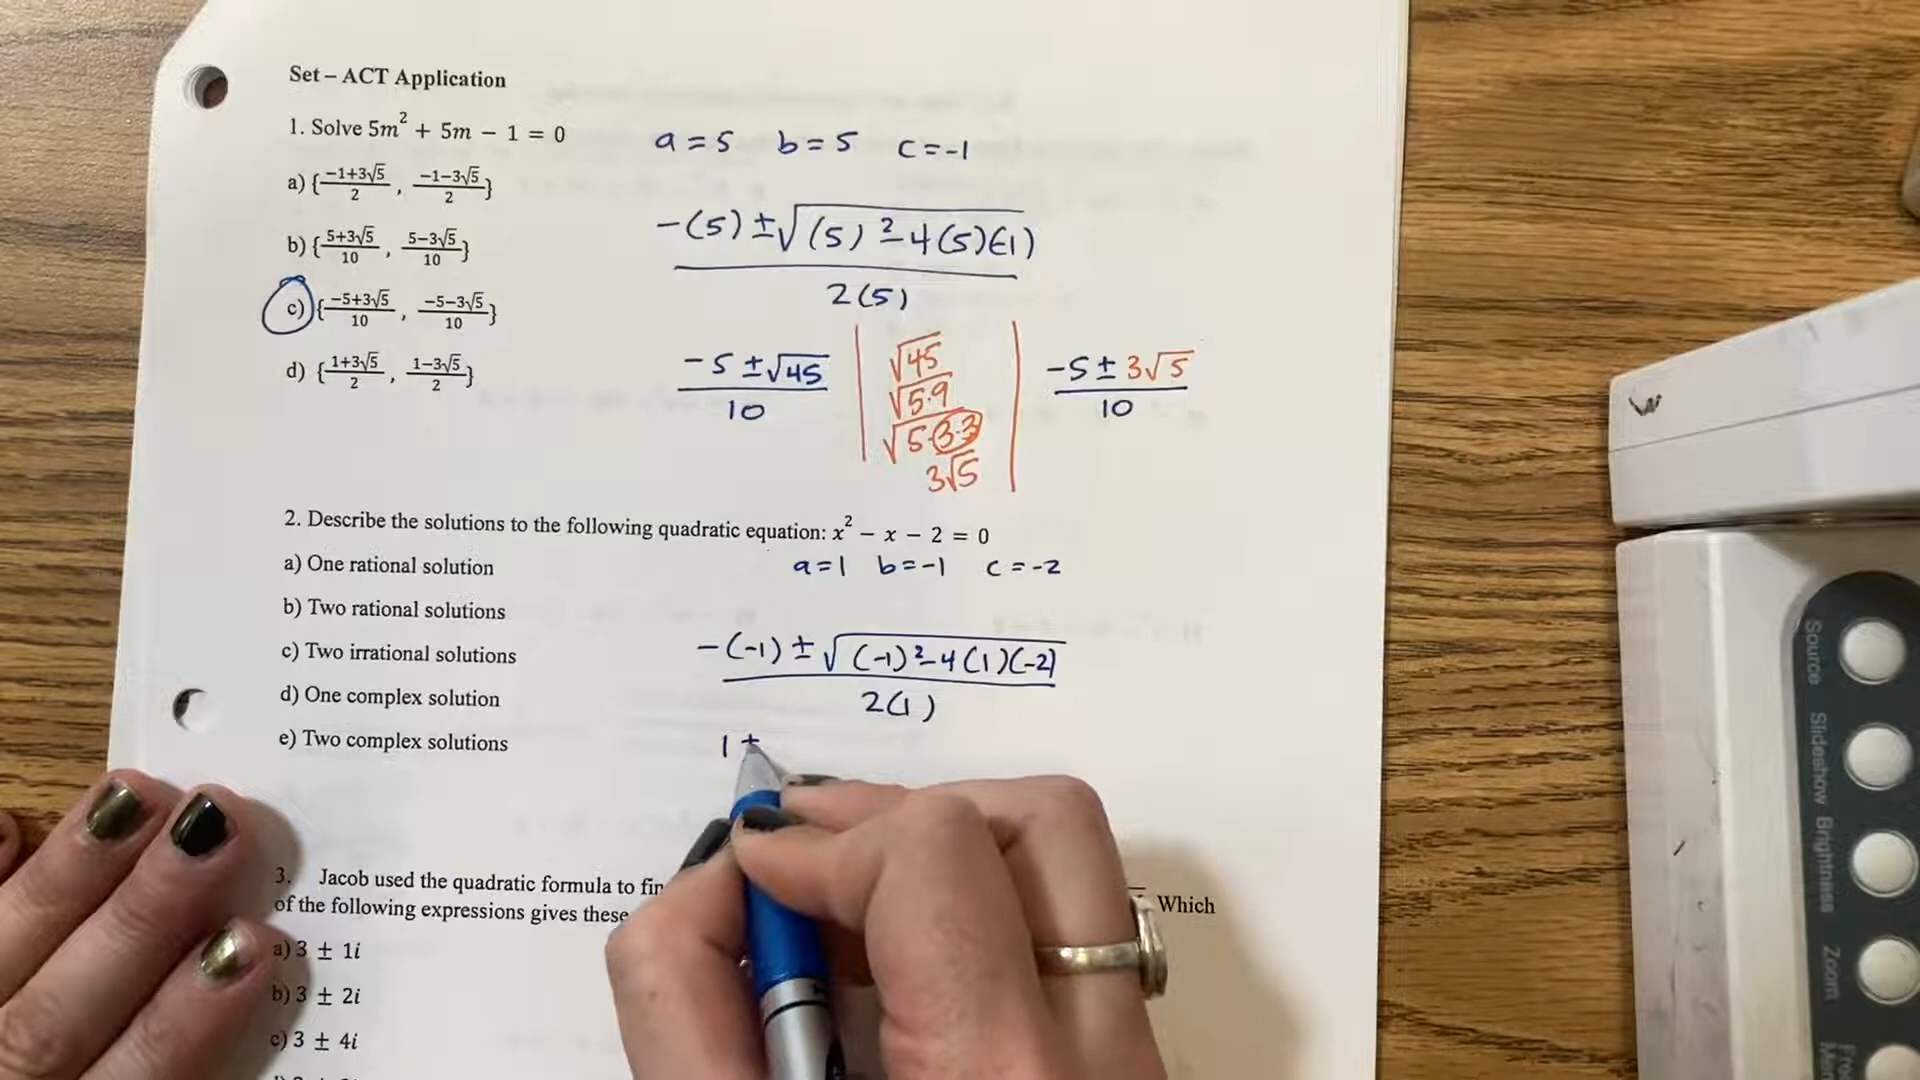 Set – ACT Application
1. Solve 5m² + 5m − 1 = 0
a = 5 b = 5 c = -1
a) {(−1+3√5)/2, (−1−3√5)/2}
b) {(5+3√5)/10, (5−3√5)/10}
c) {(−5+3√5)/10, (−5−3√5)/10}
d) {(1+3√5)/2, (1−3√5)/2}
-(5) ± √(5)² - 4(5)(-1)
2(5)
-5 ± √45
10
√45
√5·9
√5·3·3
3√5
-5 ± 3√5
10
2. Describe the solutions to the following quadratic equation: x² − x − 2 = 0
a=1 b=-1 c=-2
a) One rational solution
b) Two rational solutions
c) Two irrational solutions
d) One complex solution
e) Two complex solutions
-(-1) ± √(-1)² - 4(1)(-2)
2(1)
1 ±
3. Jacob used the quadratic formula to fin
of the following expressions gives these Which
a) 3 ± 1i
b) 3 ± 2i
c) 3 ± 4i
Source
Slideshow
Brightness
Zoom